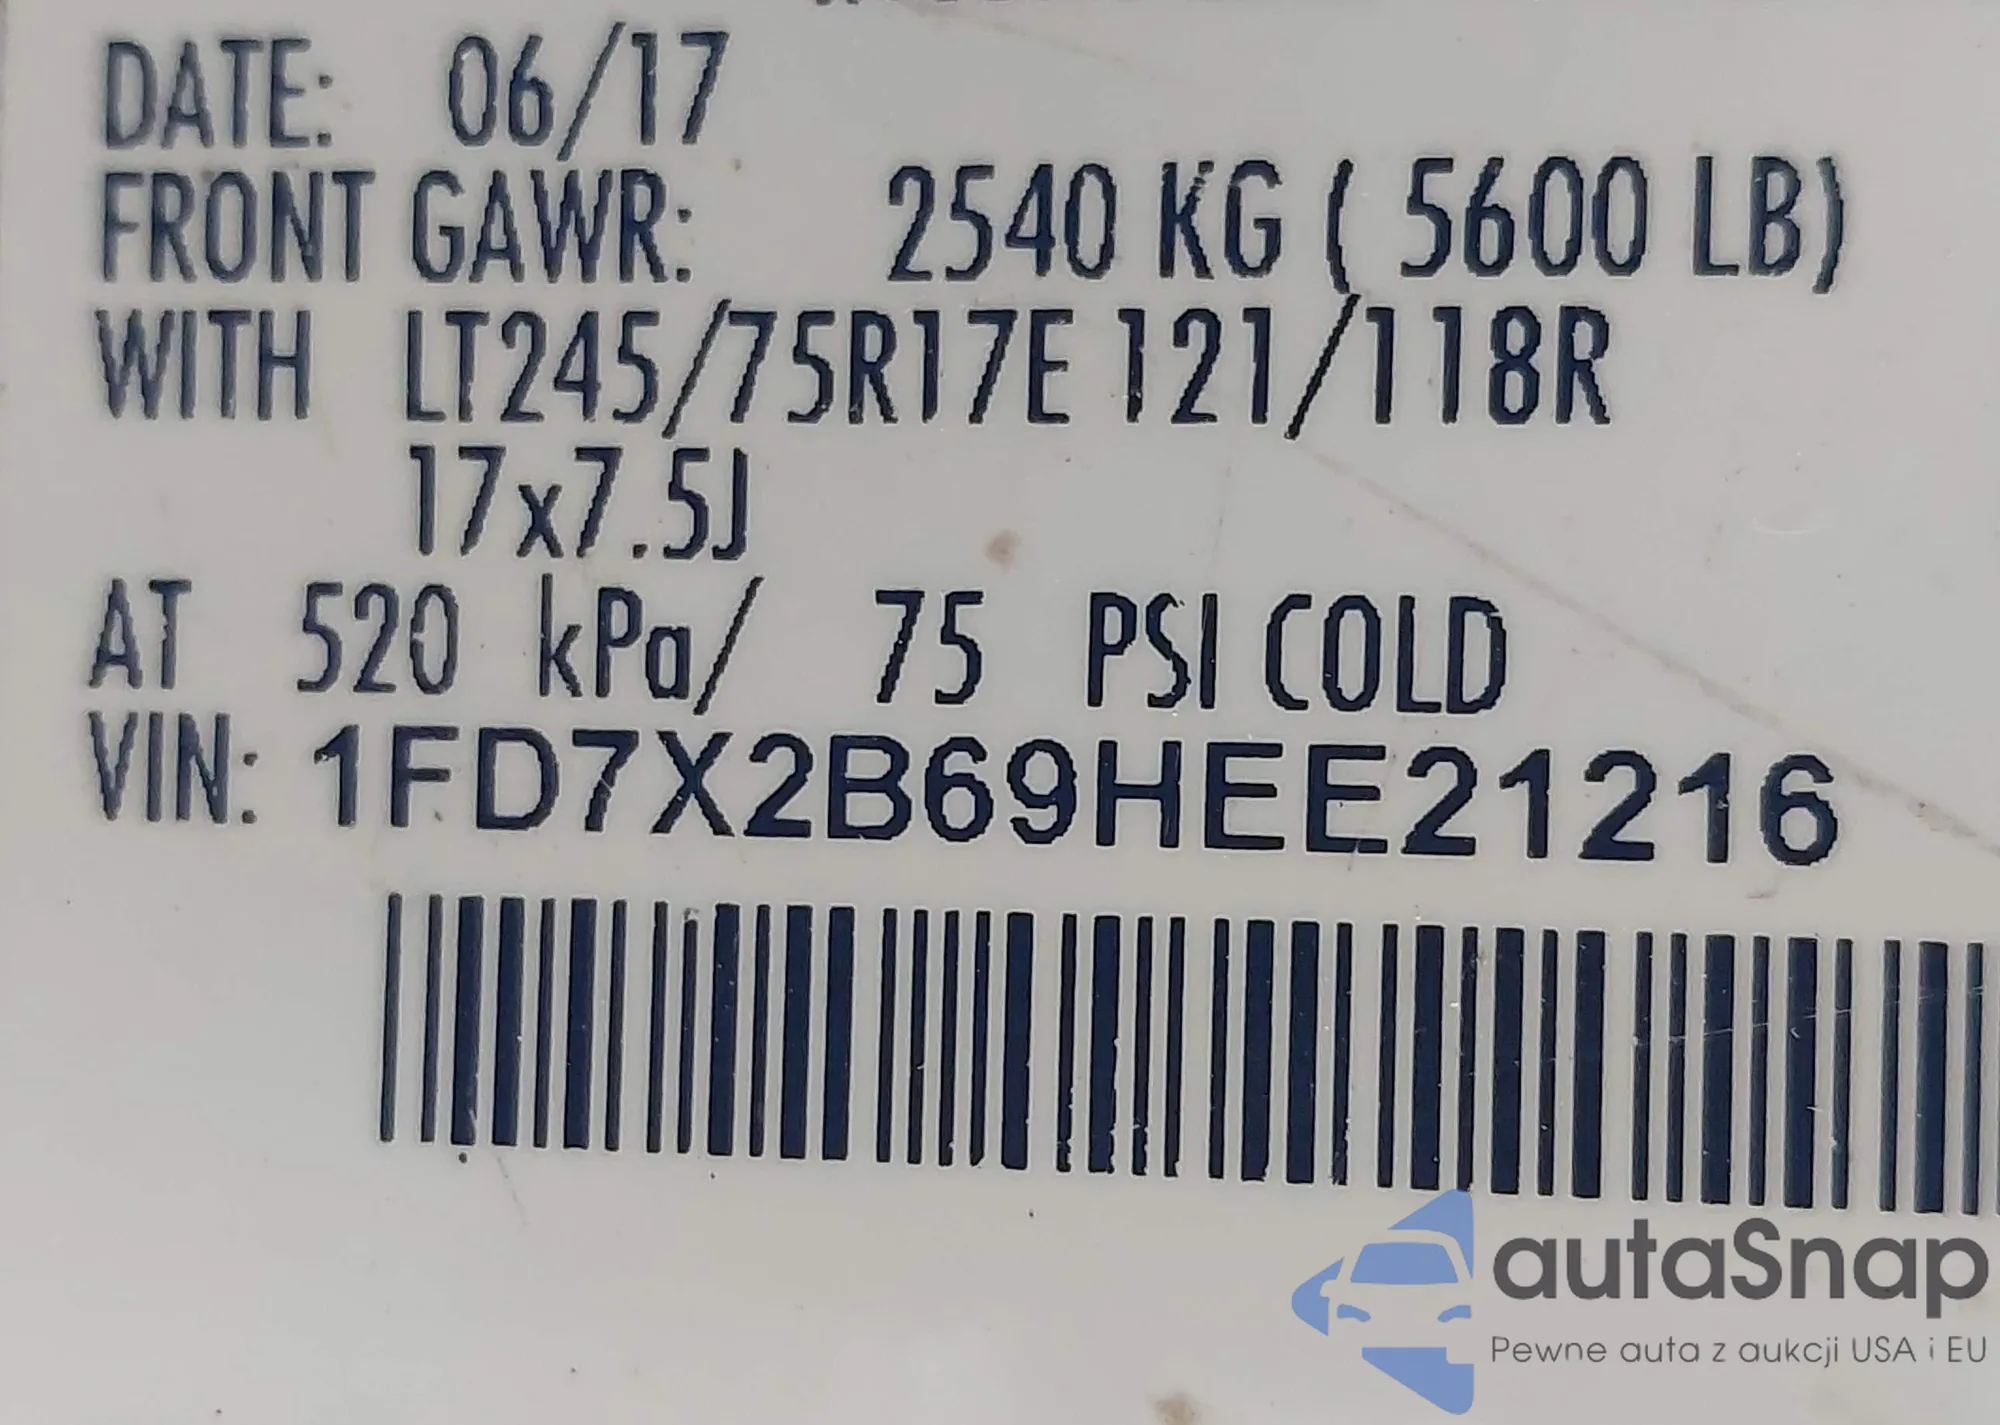 DATE: 06/17
FRONT GAWR: 2540 KG ( 5600 LB)
WITH LT245/75R17E 121/118R
17x7.5J
AT 520 kPa/ 75 PSI COLD
VIN: 1FD7X2B69HEE21216
autaSnap
Pewne auta z aukcji USA i EU